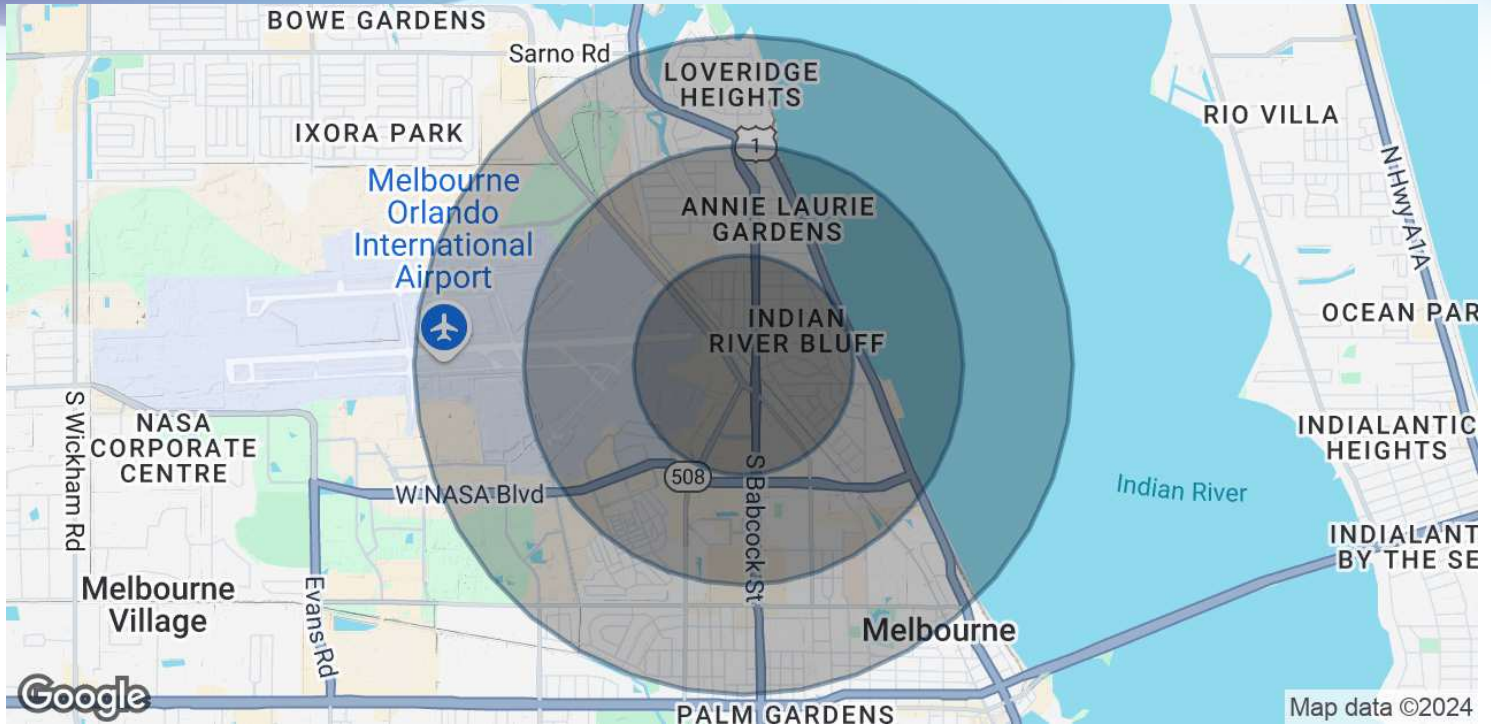 BOWE GARDENS
Sarno Rd
LOVERIDGE
HEIGHTS
RIO VILLA
IXORA PARK
1
N Hwy A1A
Melbourne
Orlando
International
Airport
ANNIE LAURIE
GARDENS
INDIAN
RIVER BLUFF
OCEAN PAR
S Wickham Rd
NASA
CORPORATE
CENTRE
INDIALANTIC
HEIGHTS
W NASA Blvd
508
S Babcock St
Indian River
INDIALANT
BY THE SE
Melbourne
Village
Evans Rd
Melbourne
Google
PALM GARDENS
Map data ©2024